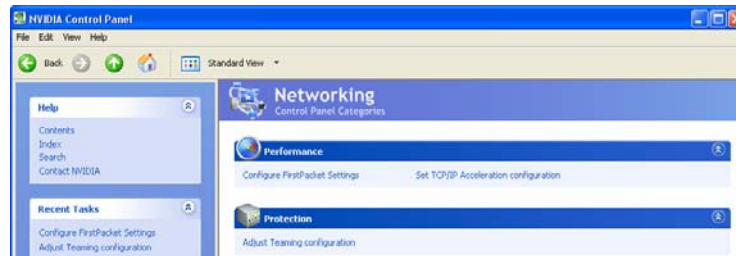 NVIDIA Control Panel
File Edit View Help
Back Standard View
Help
Contents
Index
Search
Contact NVIDIA
Recent Tasks
Configure FirstPacket Settings
Adjust Teaming configuration
Networking
Control Panel Categories
Performance
Configure FirstPacket Settings Set TCP/IP Acceleration configuration
Protection
Adjust Teaming configuration